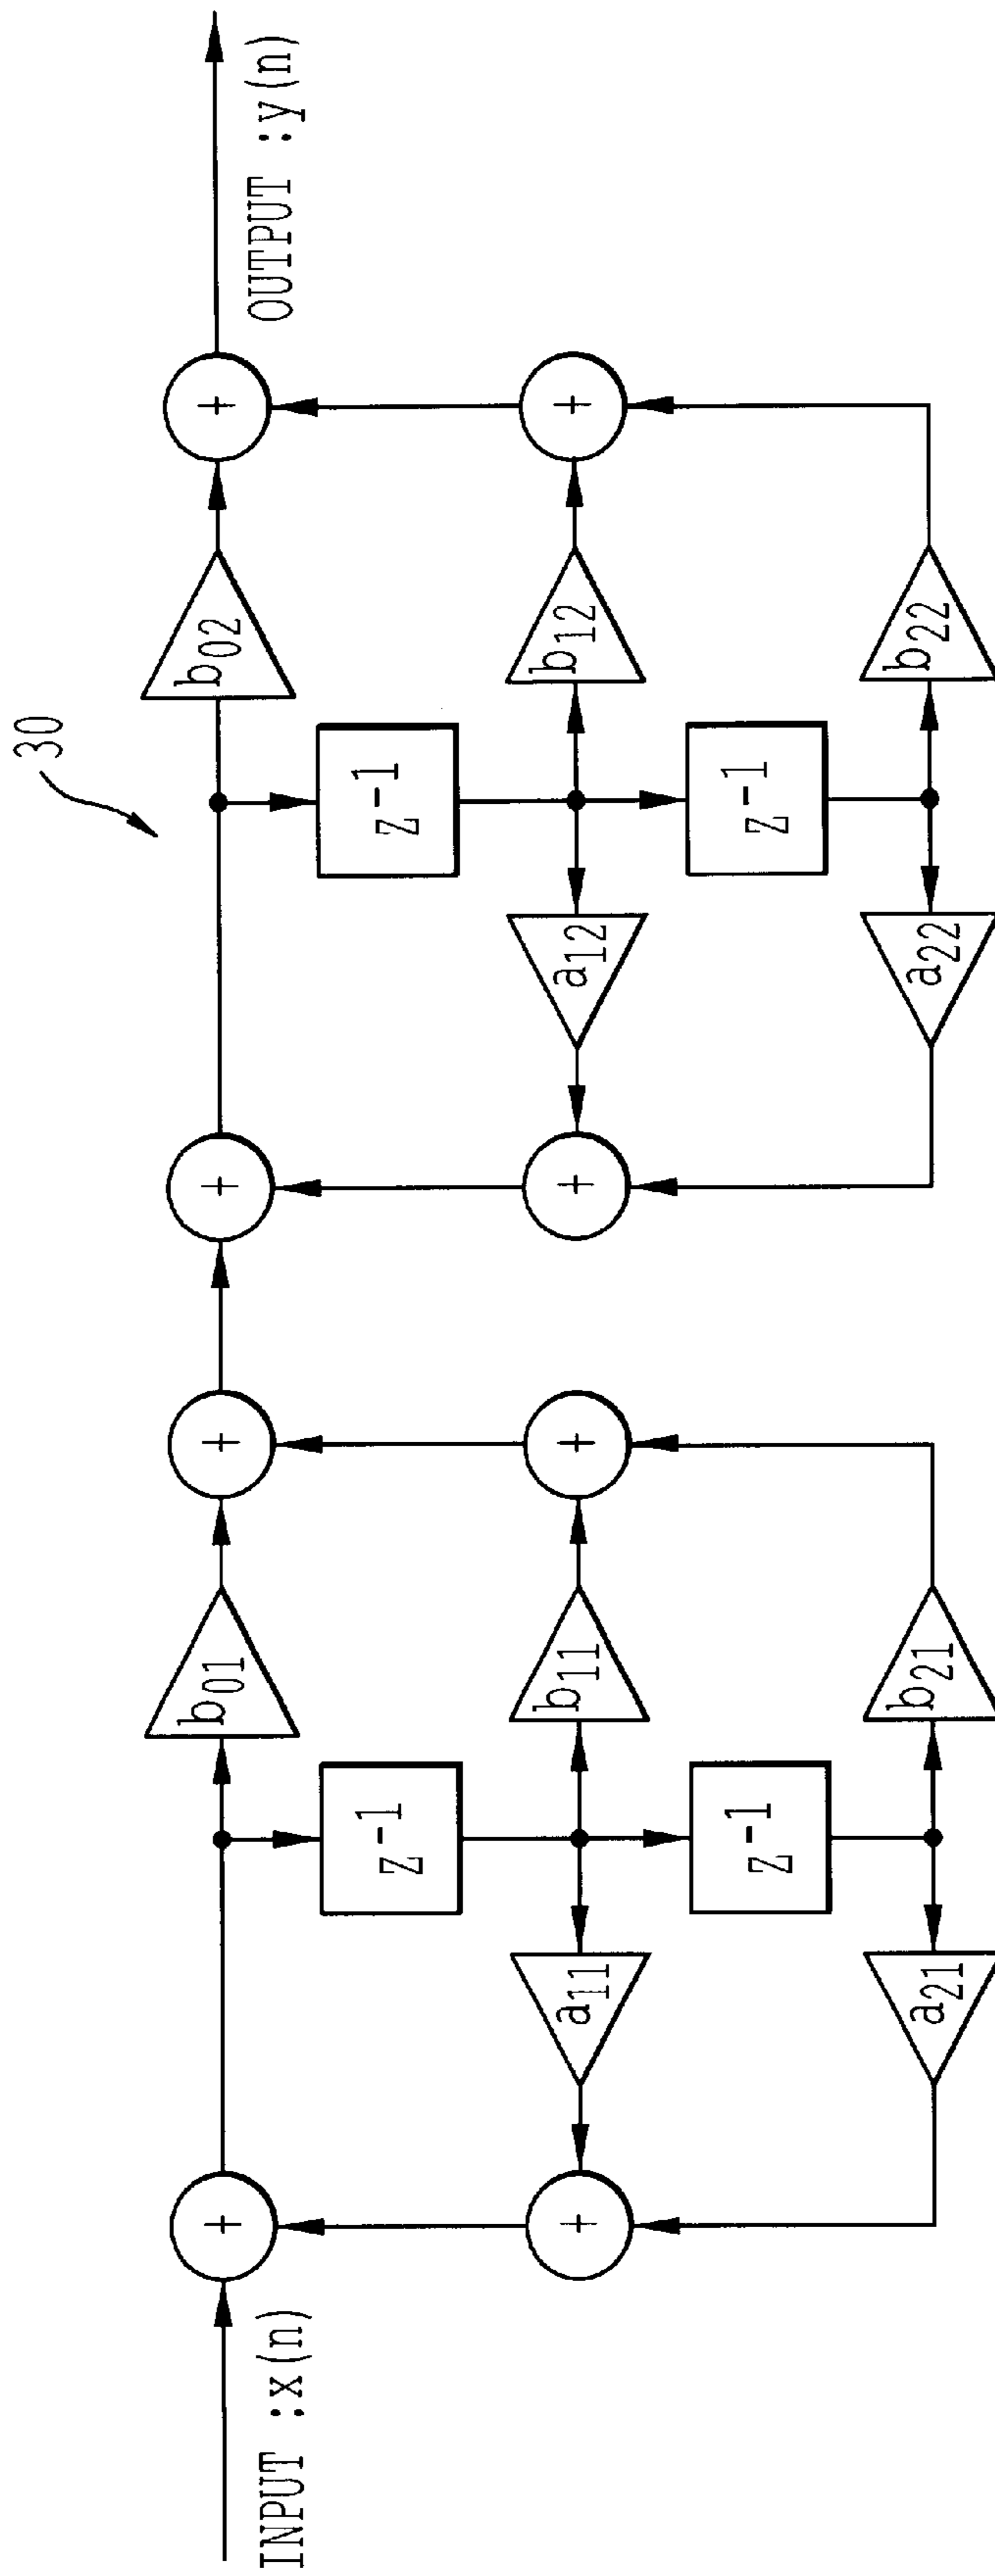 30
INPUT :x(n)
OUTPUT :y(n)
+
b₀₁
+
+
b₀₂
+
z⁻¹
z⁻¹
+
a₁₁
b₁₁
+
+
a₁₂
b₁₂
+
z⁻¹
z⁻¹
a₂₁
b₂₁
a₂₂
b₂₂